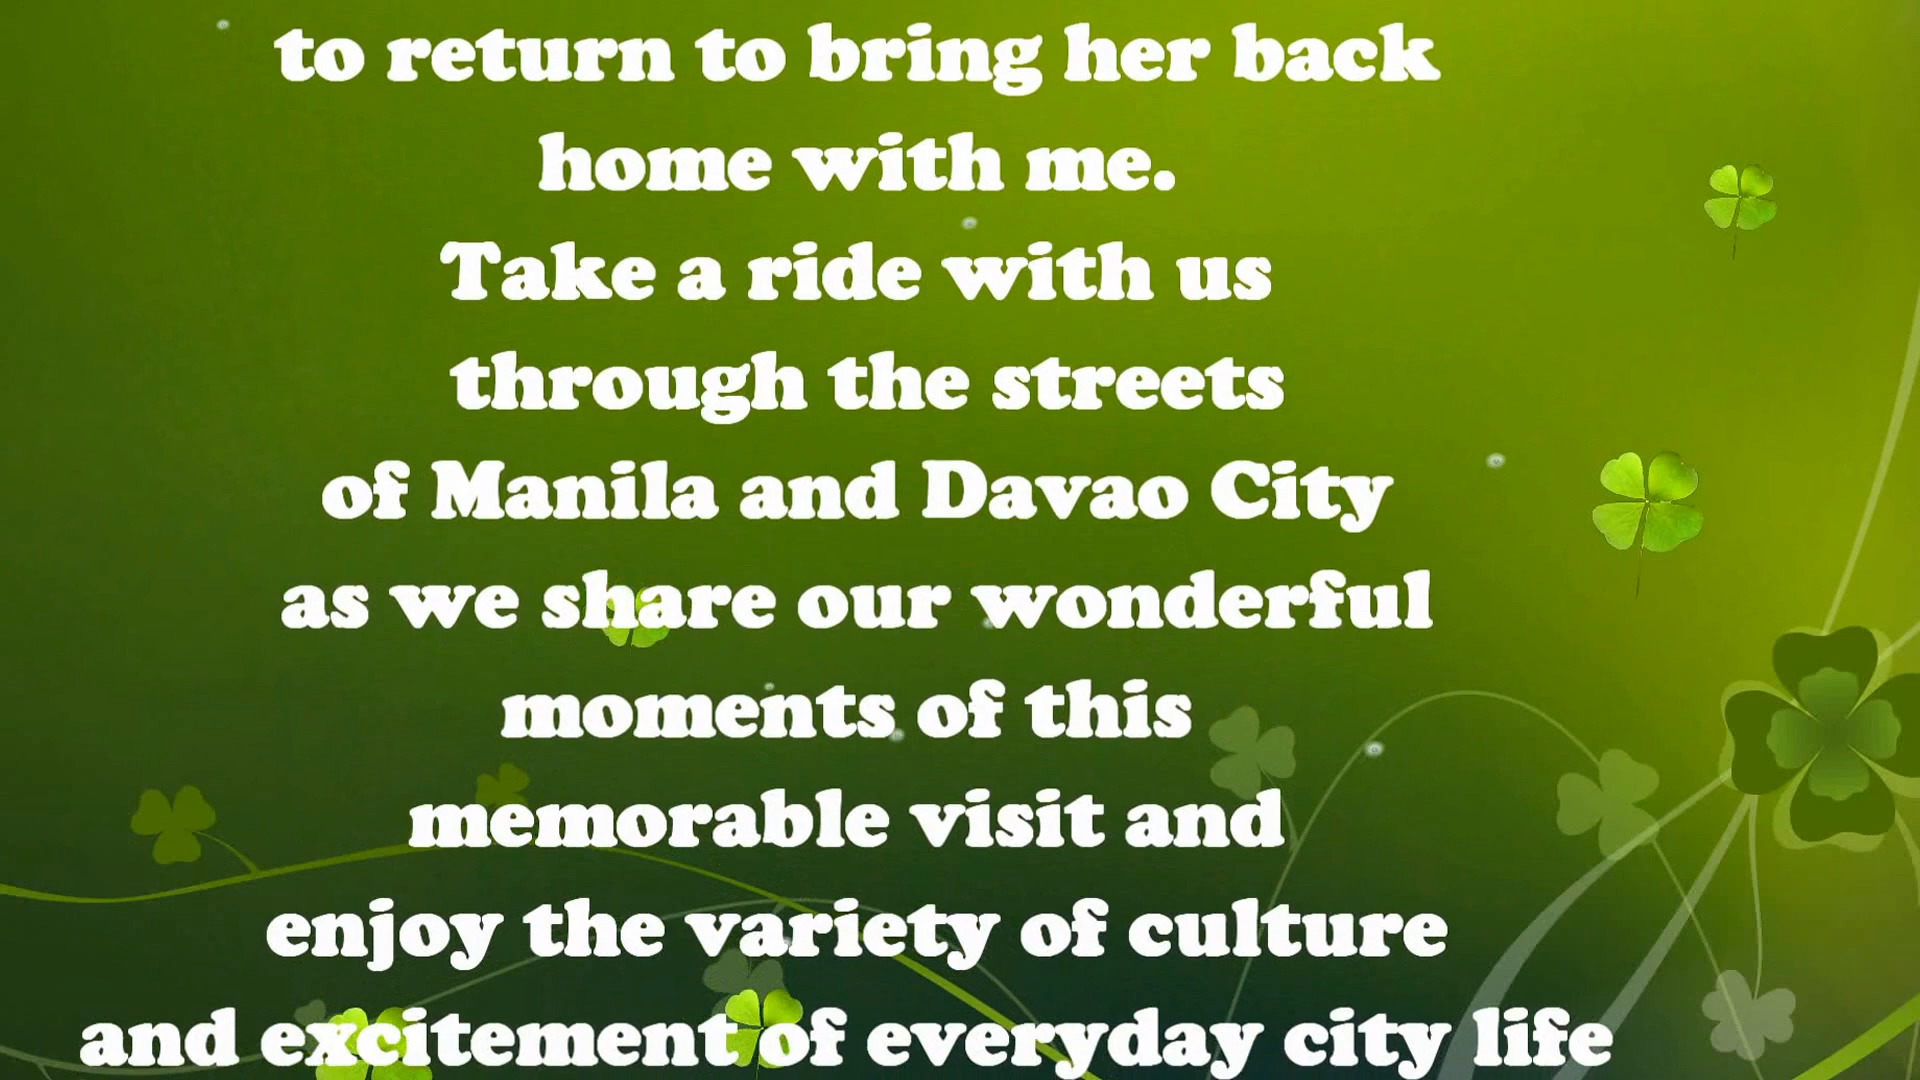 to return to bring her back
home with me.
Take a ride with us
through the streets
of Manila and Davao City
as we share our wonderful
moments of this
memorable visit and
enjoy the variety of culture
and excitement of everyday city life